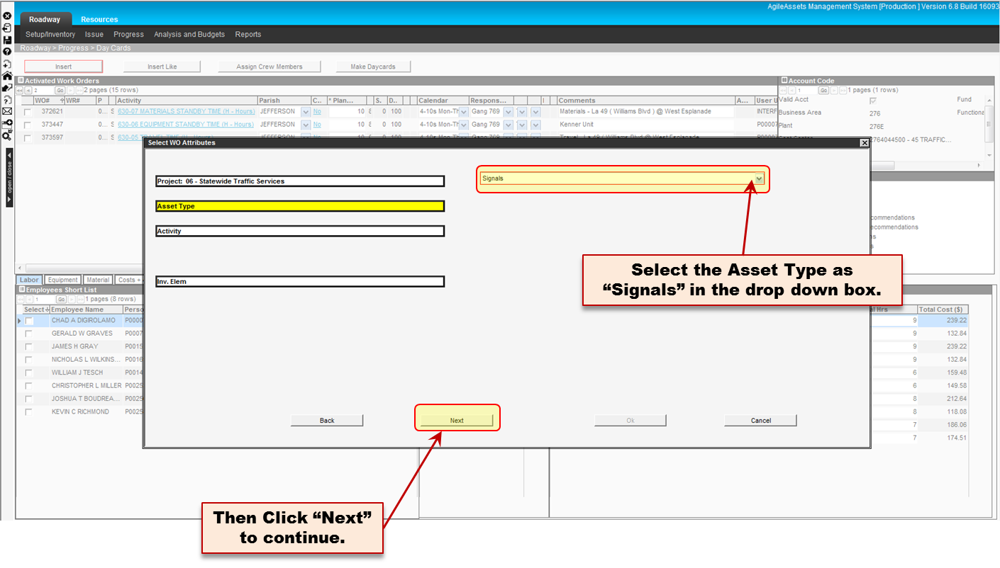 AgileAssets Management System [Production ] Version 6.8 Build 16093
Roadway Resources
Setup/Inventory Issue Progress Analysis and Budgets Reports
Roadway > Progress > Day Cards
Insert Insert Like Assign Crew Members Make Daycards
Activated Work Orders
2 Go 2 pages (15 rows)
WO# WR# P Activity Parish C.. * Plan... S. D.. Calendar Respons... I Comments A... User U
372621 0... S 630-07 MATERIALS STANDBY TIME (H - Hours) JEFFERSON No 10 8 0 100 4-10s Mon-Th Gang 769 Materials - La 49 ( Williams Blvd ) @ West Esplanade INTERF
373447 0... S 630-06 EQUIPMENT STANDBY TIME (H - Hours) JEFFERSON No 10 8 0 100 4-10s Mon-Th Gang 769 Kenner Unit P00007
373597 0... S 630-05 TRAVEL TIME (H - Hours) JEFFERSON No 10 8 0 100 4-10s Mon-Th Gang 769 Travel - La 49 ( Williams Blvd @ West Esplanade P00007
Account Code
1 Go 1 pages (1 rows)
Valid Acct Fund
Business Area 276 Functiona
Plant 276E
2764044500 - 45 TRAFFIC...
open / close
Select WO Attributes
Project: 06 - Statewide Traffic Services
Signals
Asset Type
Activity
Inv. Elem
Select the Asset Type as
“Signals” in the drop down box.
Back Next Ok Cancel
Then Click “Next”
to continue.
commendations
ecommendations
Labor Equipment Material Costs +
Employees Short List
1 Go 1 pages (8 rows)
Select Employee Name Perso
CHAD A DIGIROLAMO P0000
GERALD W GRAVES P0007
JAMES H GRAY P0015
NICHOLAS L WILKINS... P0018
WILLIAM J TESCH P0014
CHRISTOPHER L MILLER P0025
JOSHUA T BOUDREA... P0025
KEVIN C RICHMOND P0025
al Hrs Total Cost ($)
9 239.22
9 132.84
9 239.22
9 132.84
6 159.48
6 149.58
8 212.64
8 118.08
7 186.06
7 174.51